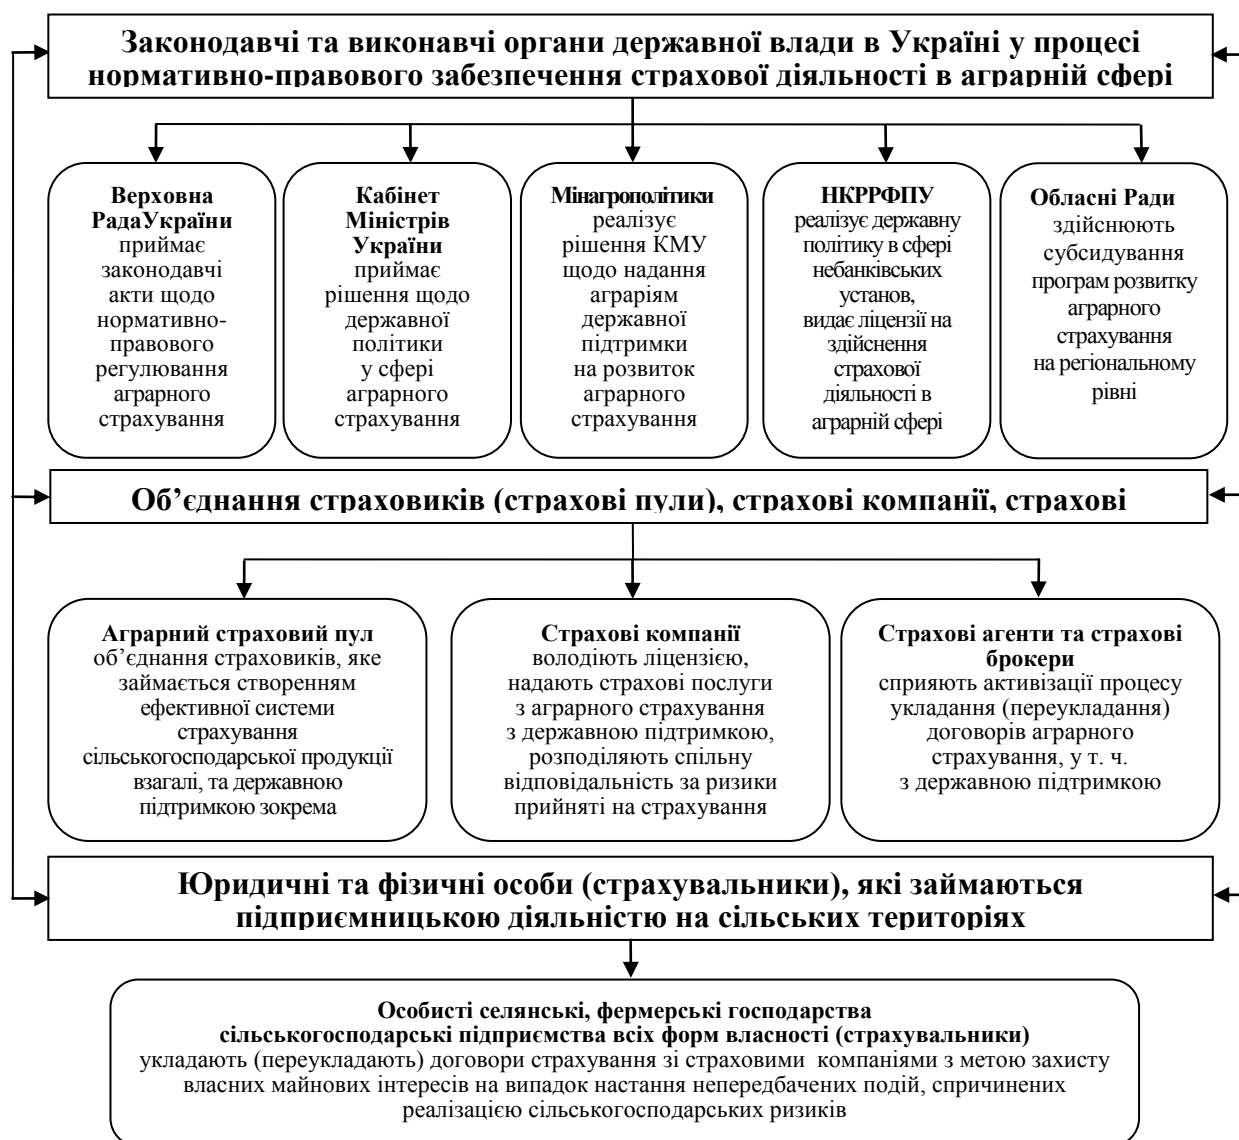 Законодавчі та виконавчі органи державної влади в Україні у процесі
нормативно-правового забезпечення страхової діяльності в аграрній сфері
Верховна
РадаУкраїни
приймає
законодавчі
акти щодо
нормативно-
правового
регулювання
аграрного
страхування
Кабінет
Міністрів
України
приймає
рішення щодо
державної
політики
у сфері
аграрного
страхування
Мінагрополітики
реалізує
рішення КМУ
щодо надання
аграріям
державної
підтримки
на розвиток
аграрного
страхування
НКРРФПУ
реалізує державну
політику в сфері
небанківських
установ,
видає ліцензії на
здійснення
страхової
діяльності в
аграрній сфері
Обласні Ради
здійснюють
субсидування
програм розвитку
аграрного
страхування
на регіональному
рівні
Об’єднання страховиків (страхові пули), страхові компанії, страхові
Аграрний страховий пул
об’єднання страховиків, яке
займається створенням
ефективної системи
страхування
сільськогосподарської продукції
взагалі, та державною
підтримкою зокрема
Страхові компанії
володіють ліцензією,
надають страхові послуги
з аграрного страхування
з державною підтримкою,
розподіляють спільну
відповідальність за ризики
прийняті на страхування
Страхові агенти та страхові
брокери
сприяють активізації процесу
укладання (переукладання)
договорів аграрного
страхування, у т. ч.
з державною підтримкою
Юридичні та фізичні особи (страхувальники), які займаються
підприємницькою діяльністю на сільських територіях
Особисті селянські, фермерські господарства
сільськогосподарські підприємства всіх форм власності (страхувальники)
укладають (переукладають) договори страхування зі страховими компаніями з метою захисту
власних майнових інтересів на випадок настання непередбачених подій, спричинених
реалізацією сільськогосподарських ризиків